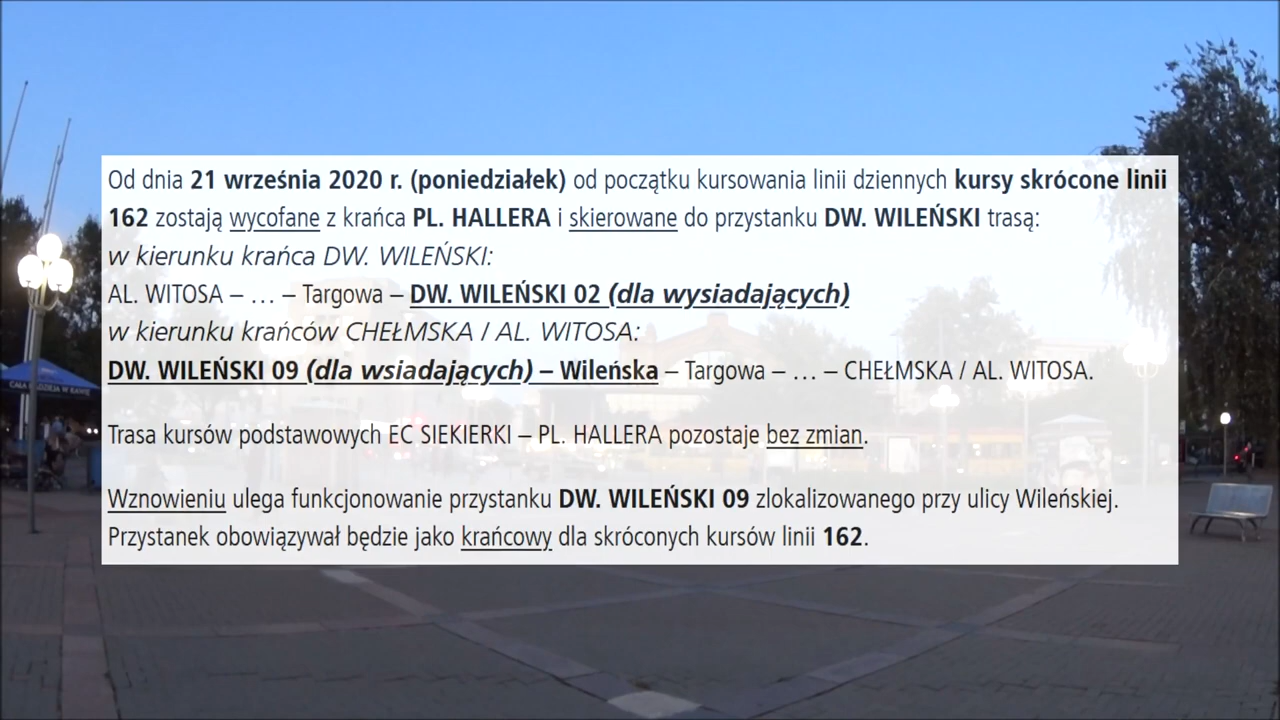 Od dnia 21 września 2020 r. (poniedziałek) od początku kursowania linii dziennych kursy skrócone linii
162 zostają wycofane z krańca PL. HALLERA i skierowane do przystanku DW. WILEŃSKI trasą:
w kierunku krańca DW. WILEŃSKI:
AL. WITOSA – ... – Targowa – DW. WILEŃSKI 02 (dla wysiadających)
w kierunku krańców CHEŁMSKA / AL. WITOSA:
DW. WILEŃSKI 09 (dla wsiadających) – Wileńska – Targowa – ... – CHEŁMSKA / AL. WITOSA.
Trasa kursów podstawowych EC SIEKIERKI – PL. HALLERA pozostaje bez zmian.
Wznowieniu ulega funkcjonowanie przystanku DW. WILEŃSKI 09 zlokalizowanego przy ulicy Wileńskiej.
Przystanek obowiązywał będzie jako krańcowy dla skróconych kursów linii 162.